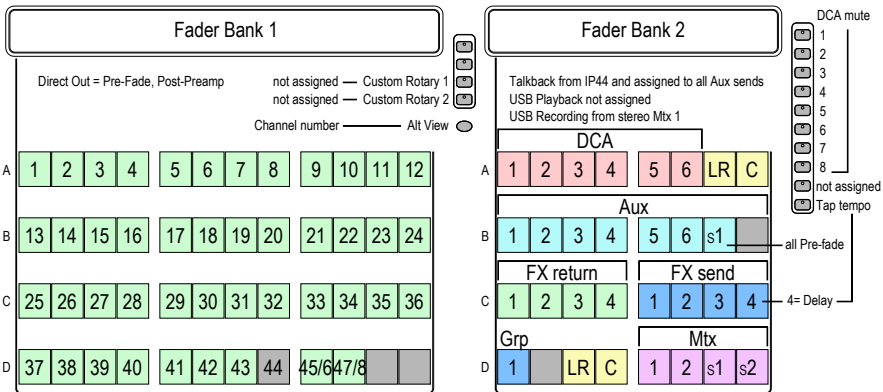 Fader Bank 1
Direct Out = Pre-Fade, Post-Preamp
not assigned — Custom Rotary 1
not assigned — Custom Rotary 2
Channel number — Alt View
A 1 2 3 4 5 6 7 8 9 10 11 12
B 13 14 15 16 17 18 19 20 21 22 23 24
C 25 26 27 28 29 30 31 32 33 34 35 36
D 37 38 39 40 41 42 43 44 45/6 47/8
Fader Bank 2
Talkback from IP44 and assigned to all Aux sends
USB Playback not assigned
USB Recording from stereo Mtx 1
DCA
A 1 2 3 4 5 6 LR C
Aux
B 1 2 3 4 5 6 s1
all Pre-fade
FX return FX send
C 1 2 3 4 1 2 3 4
4= Delay
Grp Mtx
D 1 LR C 1 2 s1 s2
DCA mute
1
2
3
4
5
6
7
8
not assigned
Tap tempo